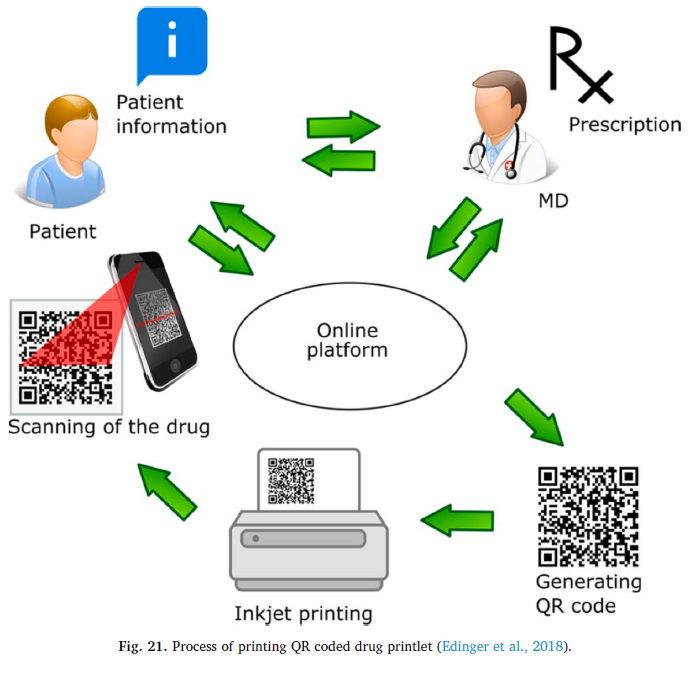 i
Patient
information
Rx
Prescription
Patient
MD
Online
platform
Scanning of the drug
Generating
QR code
Inkjet printing
Fig. 21. Process of printing QR coded drug printlet (Edinger et al., 2018).